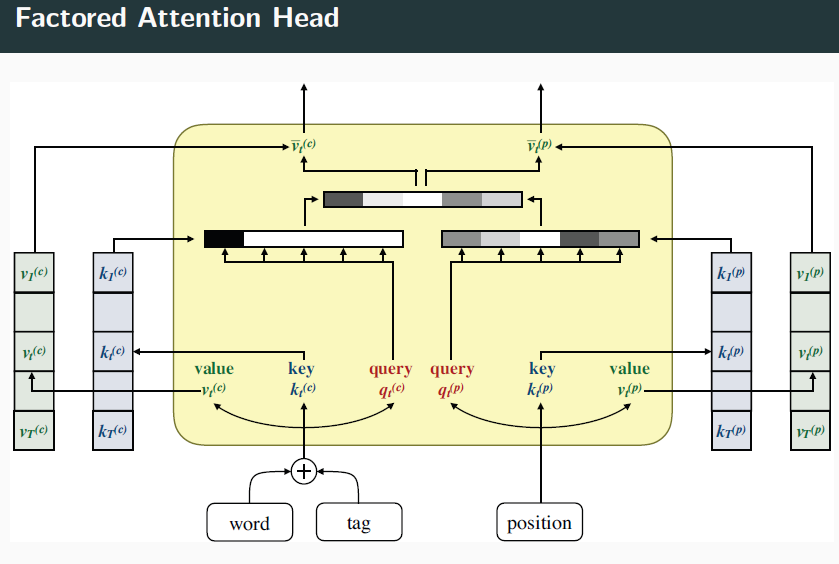 Factored Attention Head
v̅t(c) v̅t(p)
v1(c) k1(c) k1(p) v1(p)
vt(c) kt(c) kt(p) vt(p)
value key query query key value
vt(c) kt(c) qt(c) qt(p) kt(p) vt(p)
vT(c) kT(c) kT(p) vT(p)
+
word tag position